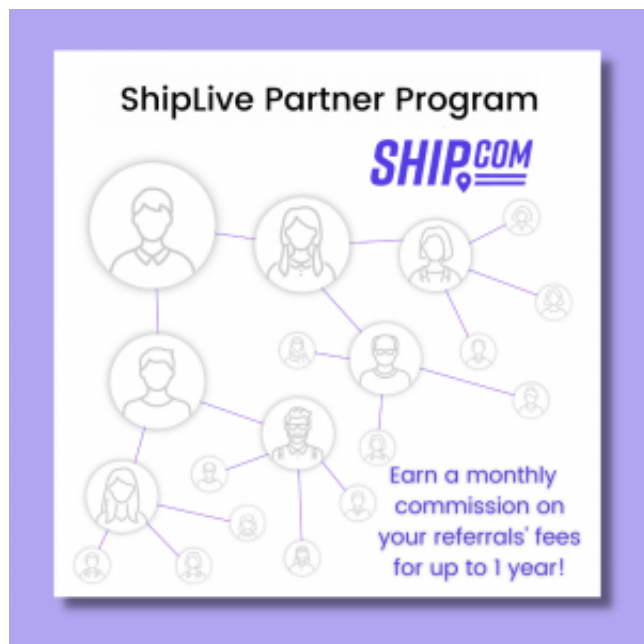 ShipLive Partner Program
SHIP.COM
Earn a monthly
commission on
your referrals' fees
for up to 1 year!